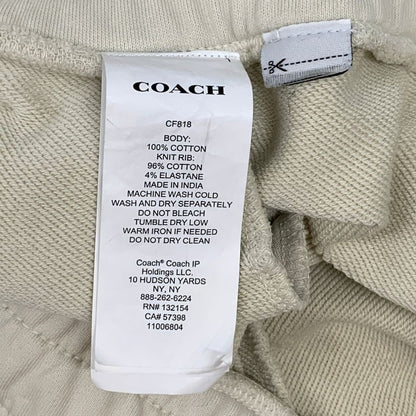 COACH
CF818
BODY:
100% COTTON
KNIT RIB:
96% COTTON
4% ELASTANE
MADE IN INDIA
MACHINE WASH COLD
WASH AND DRY SEPARATELY
DO NOT BLEACH
TUMBLE DRY LOW
WARM IRON IF NEEDED
DO NOT DRY CLEAN
Coach® Coach IP
Holdings LLC.
10 HUDSON YARDS
NY, NY
888-262-6224
RN# 132154
CA# 57398
11006804